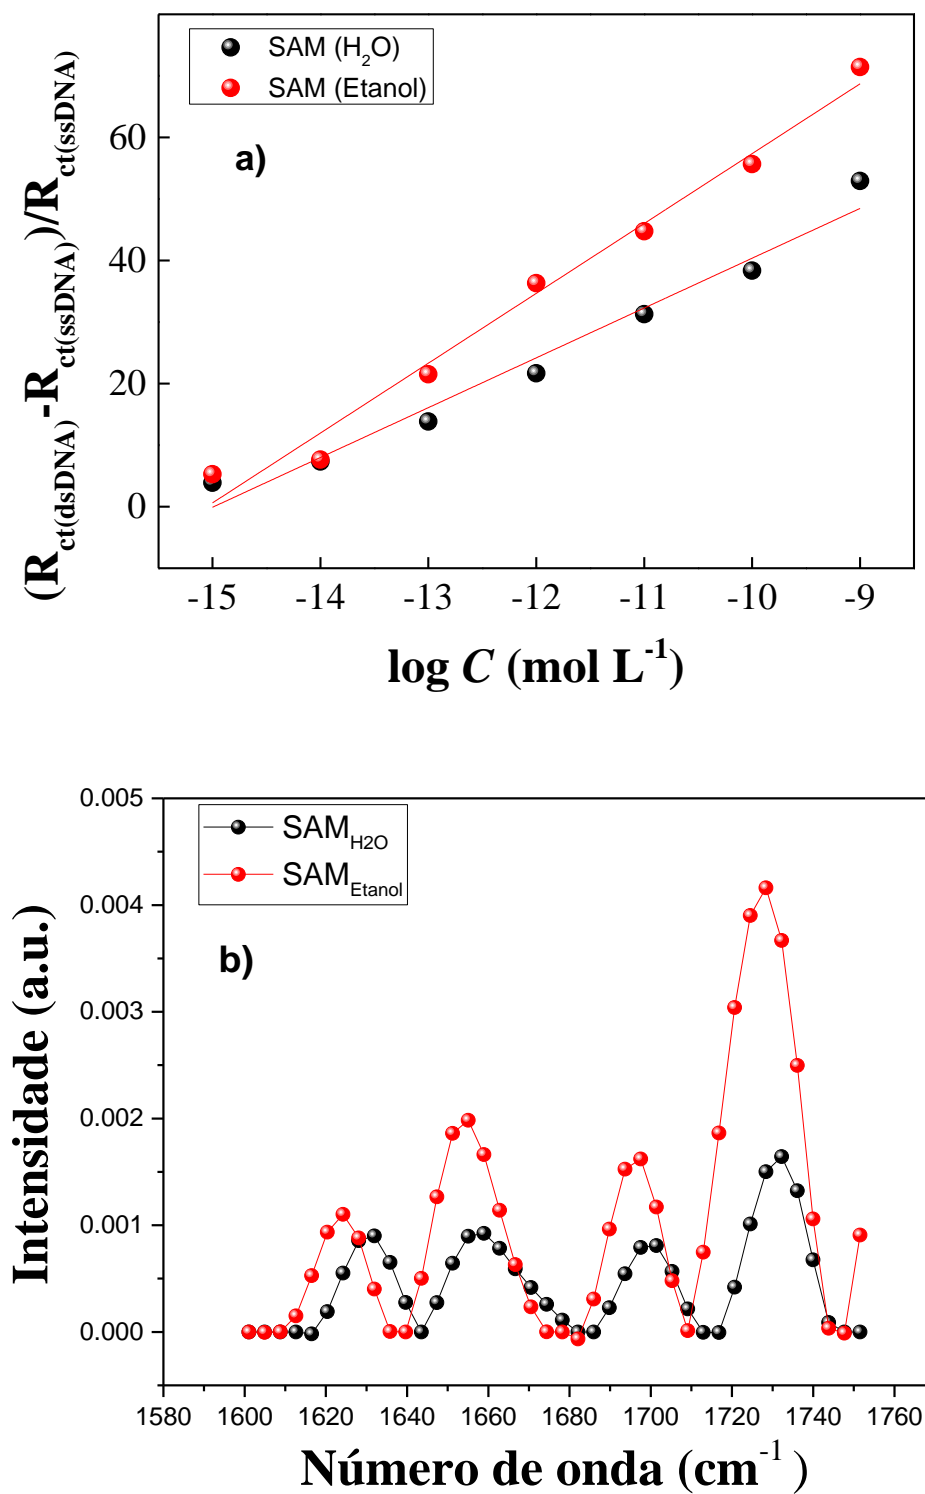 SAM (H2O)
SAM (Etanol)
a)
(Rct(dsDNA)-Rct(ssDNA))/Rct(ssDNA)
60
40
20
0
-15 -14 -13 -12 -11 -10 -9
log C (mol L-1)
0.005
0.004
0.003
0.002
0.001
0.000
SAMH2O
SAMEtanol
b)
Intensidade (a.u.)
1580 1600 1620 1640 1660 1680 1700 1720 1740 1760
Número de onda (cm-1)